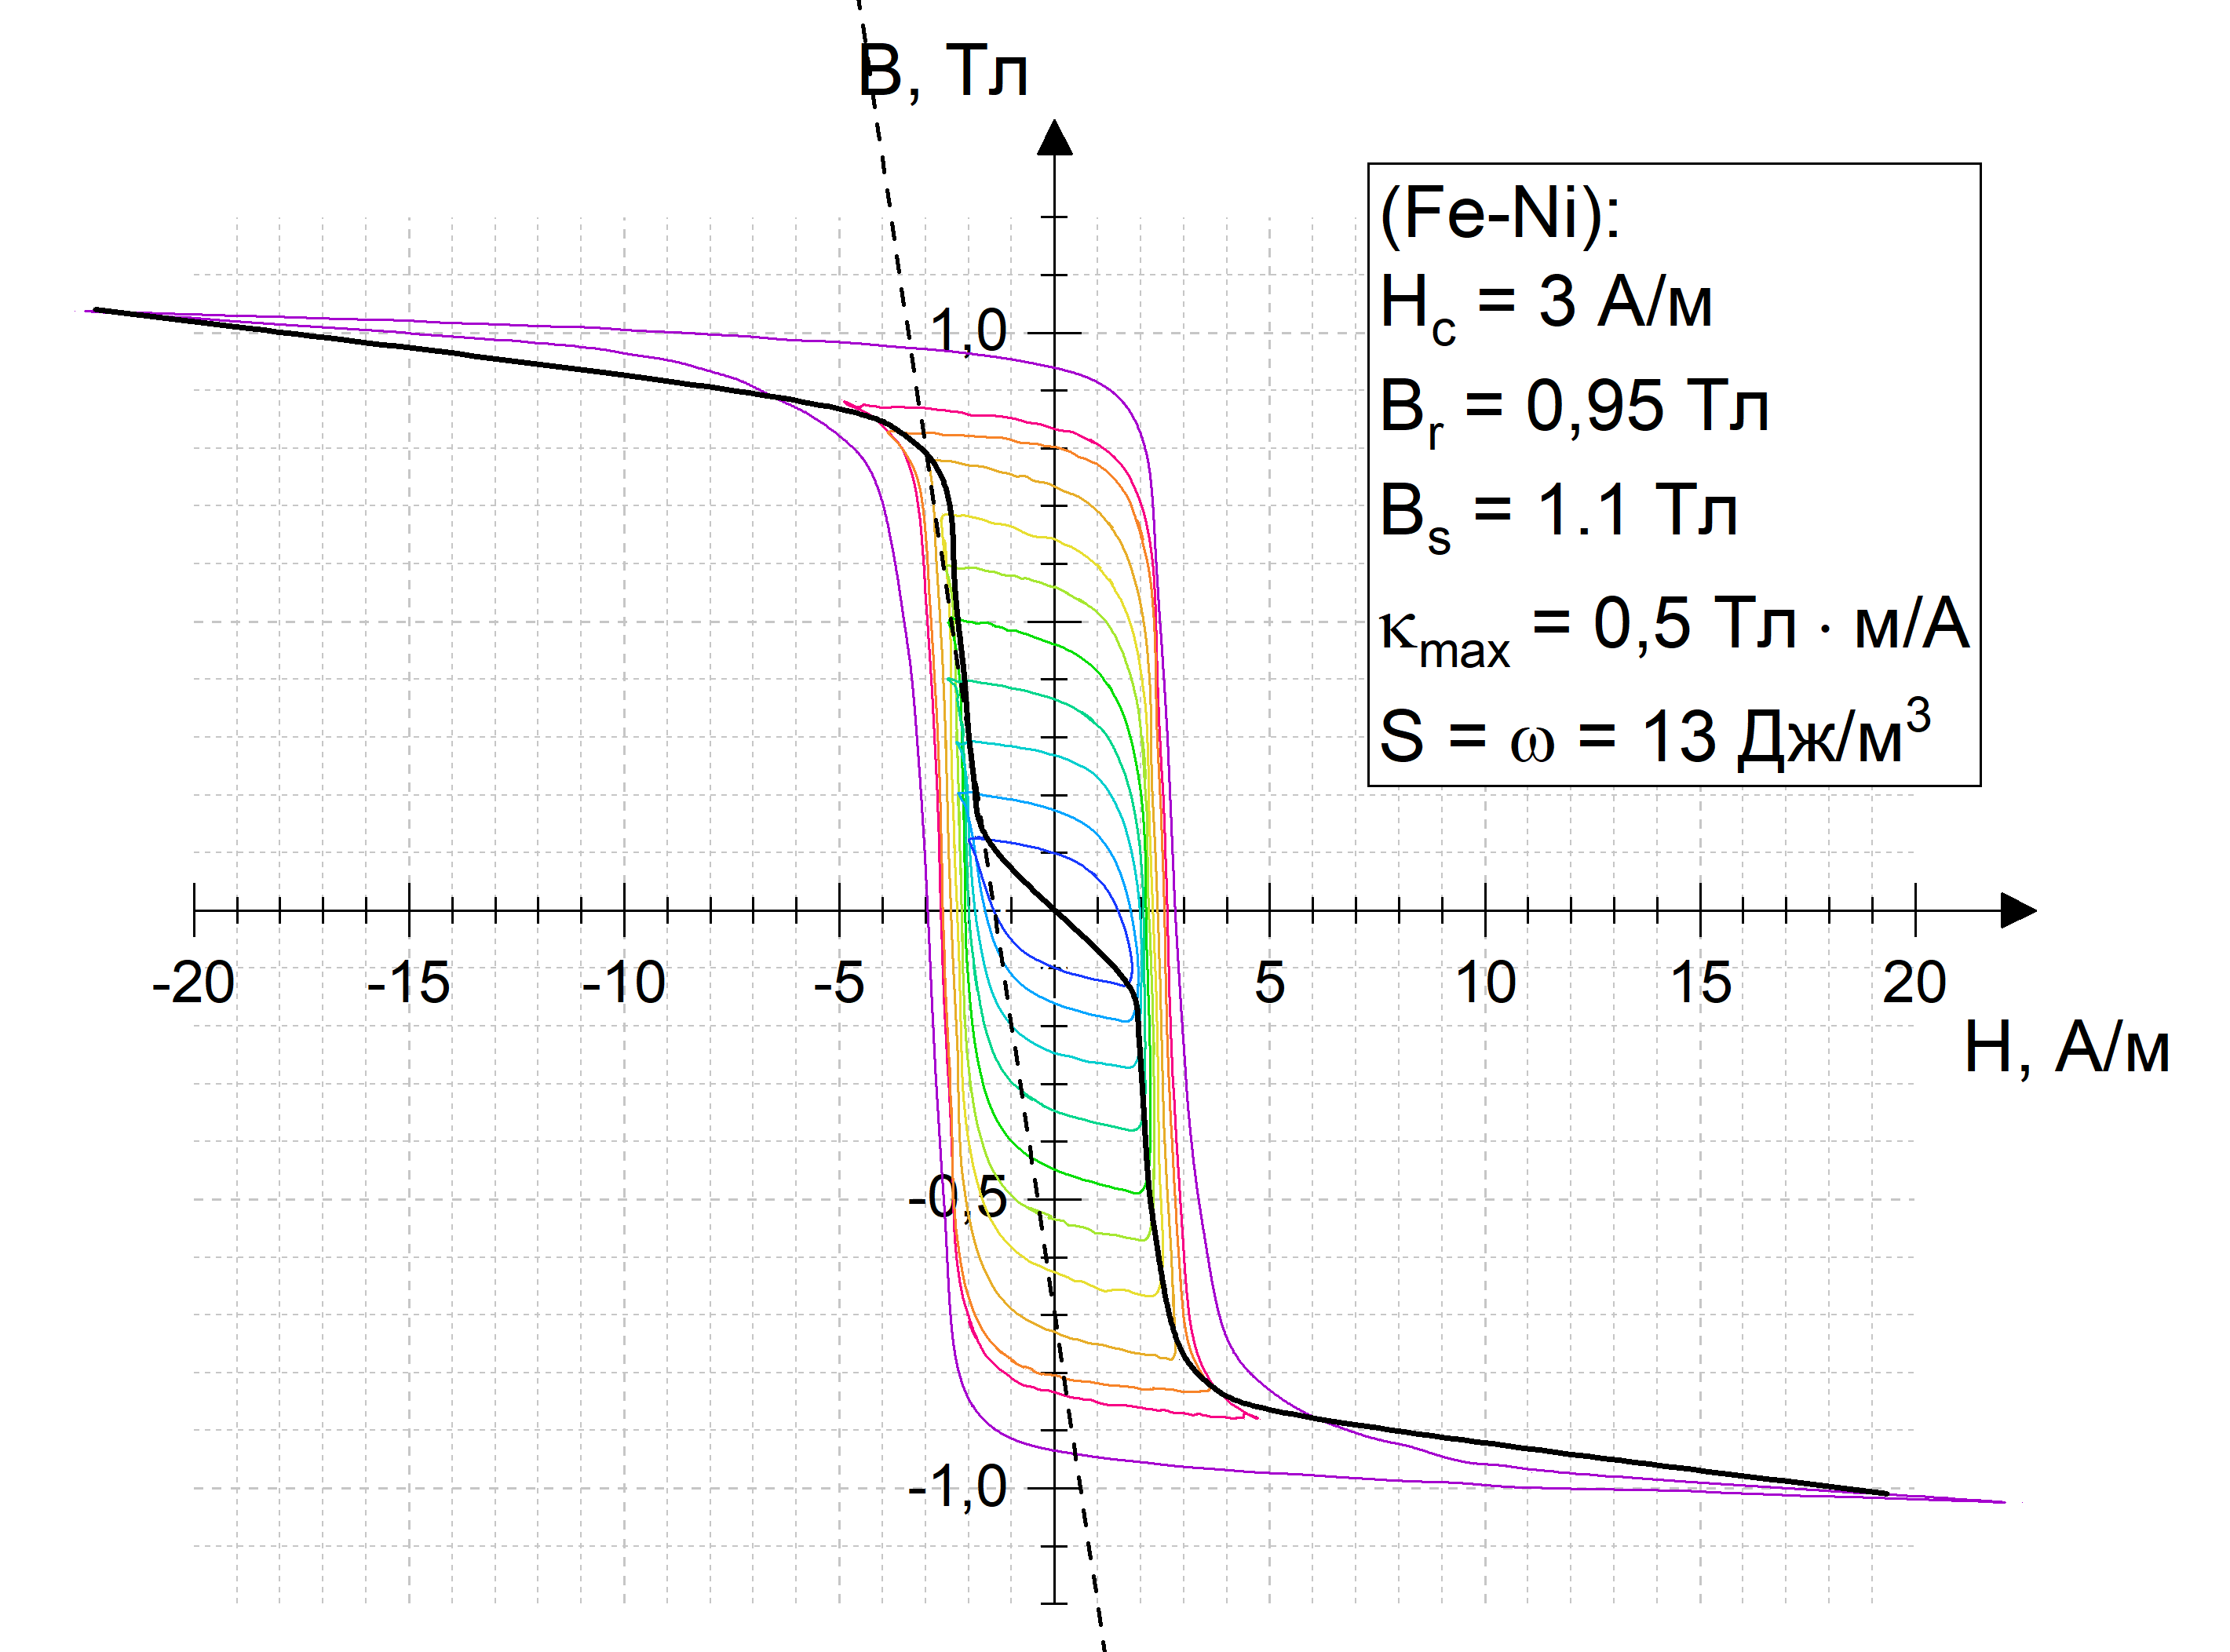 В, Тл
(Fe-Ni):
Hc = 3 А/м
Br = 0,95 Тл
Bs = 1.1 Тл
κmax = 0,5 Тл · м/А
S = ω = 13 Дж/м³
1,0
-20 -15 -10 -5 5 10 15 20
Н, А/м
-0,5
-1,0